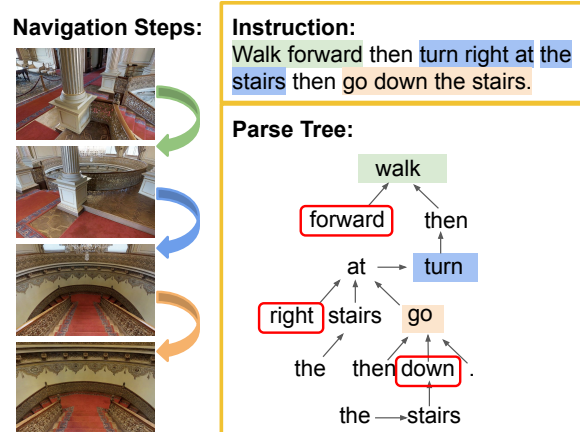 Navigation Steps:
Instruction:
Walk forward then turn right at the
stairs then go down the stairs.
Parse Tree:
walk
forward then
at turn
right stairs go
the then down .
the stairs